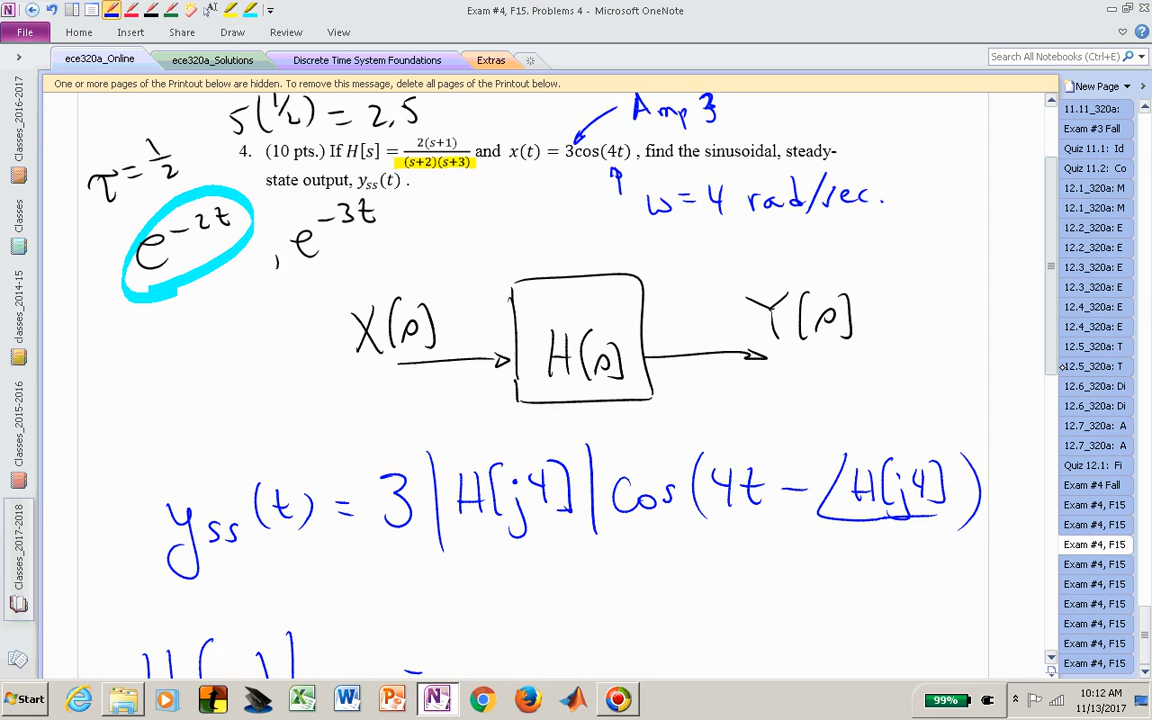 Exam #4, F15. Problems 4 - Microsoft OneNote
File Home Insert Share Draw Review View
ece320a_Online ece320a_Solutions Discrete Time System Foundations Extras
Search All Notebooks (Ctrl+E)
One or more pages of the Printout below are hidden. To remove this message, delete all pages of the printout below.
New Page
Classes_2016-2017
Classes
Classes_2014-15
Classes_2015-2016
Classes_2017-2018
5(1/2) = 2,5
Amp 3
τ = 1/2
4. (10 pts.) If H[s] = 2(s+1)/(s+2)(s+3) and x(t) = 3cos(4t) , find the sinusoidal, steady-
state output, yss(t) .
ω = 4 rad/sec.
e^-2t , e^-3t
X[s] H[s] Y[s]
yss(t) = 3 |H[j4]| cos(4t - ∠H[j4])
11.11_320a:
Exam #3 Fall
Quiz 11.1: Id
Quiz 11.2: Co
12.1_320a: M
12.1_320a: M
12.2_320a: E
12.2_320a: E
12.3_320a: E
12.3_320a: E
12.4_320a: E
12.4_320a: E
12.5_320a: T
12.5_320a: T
12.6_320a: Di
12.6_320a: Di
12.7_320a: A
12.7_320a: A
Quiz 12.1: Fi
Exam #4 Fall
Exam #4, F15
Exam #4, F15
Exam #4, F15
Exam #4, F15
Exam #4, F15
Exam #4, F15
Exam #4, F15
Exam #4, F15
Exam #4, F15
Start
99%
10:12 AM
11/13/2017